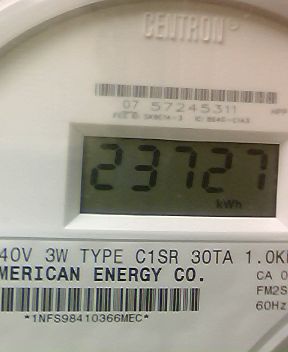 CENTRON
07 57245311
23727
kWh
40V 3W TYPE C1SR 30TA 1.0K
MERICAN ENERGY CO.
CA 0
FM2S
60Hz
*1NFS98410366MEC*